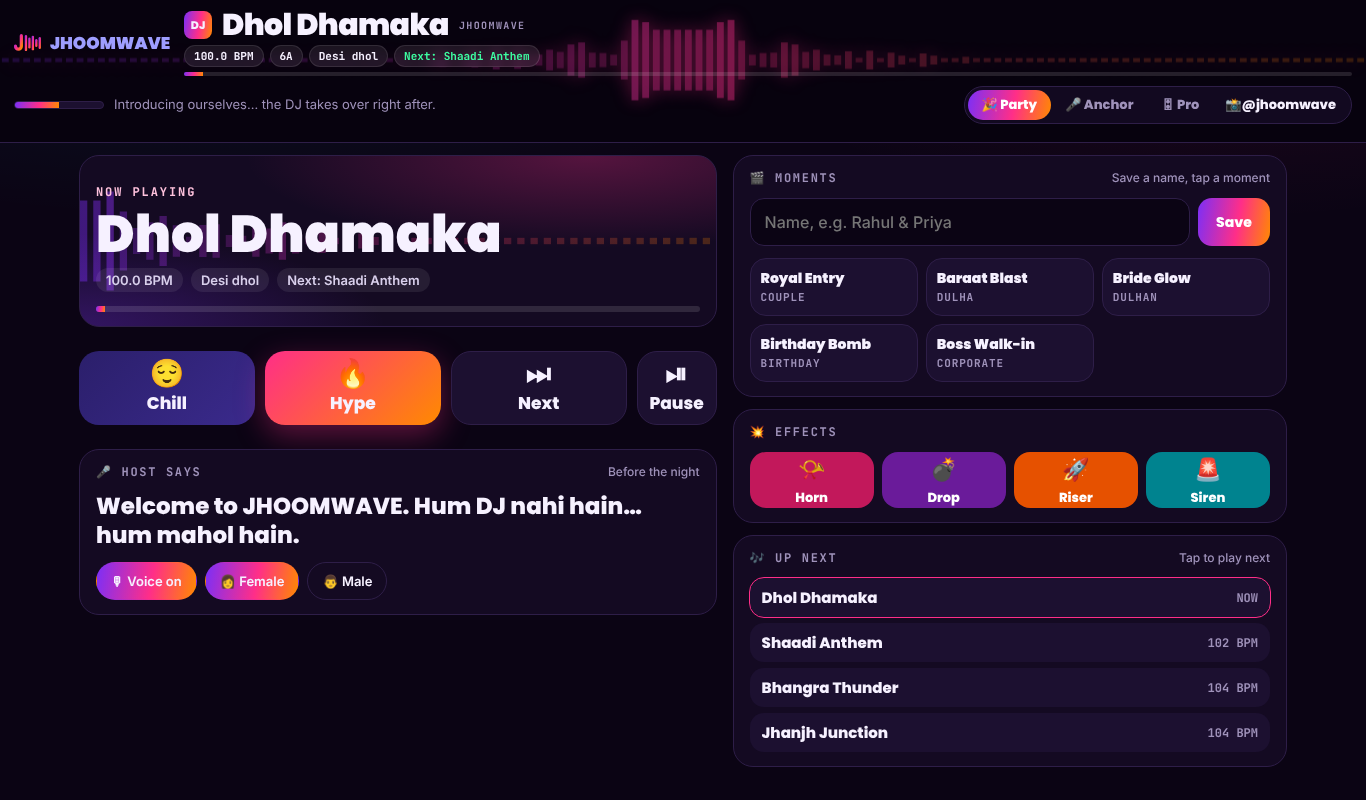 JHOOMWAVE
DJ Dhol Dhamaka JHOOMWAVE
100.0 BPM 6A Desi dhol Next: Shaadi Anthem
Introducing ourselves... the DJ takes over right after.
🎉 Party 🎤 Anchor 🎛 Pro 📸 @jhoomwave
NOW PLAYING
Dhol Dhamaka
100.0 BPM Desi dhol Next: Shaadi Anthem
😌 Chill
🔥 Hype
⏭ Next
⏯ Pause
🎤 HOST SAYS Before the night
Welcome to JHOOMWAVE. Hum DJ nahi hain...
hum mahol hain.
🎙 Voice on 👩 Female 👨 Male
🎬 MOMENTS Save a name, tap a moment
Name, e.g. Rahul & Priya Save
Royal Entry
COUPLE
Baraat Blast
DULHA
Bride Glow
DULHAN
Birthday Bomb
BIRTHDAY
Boss Walk-in
CORPORATE
💥 EFFECTS
📯 Horn
💣 Drop
🚀 Riser
🚨 Siren
🎶 UP NEXT Tap to play next
Dhol Dhamaka NOW
Shaadi Anthem 102 BPM
Bhangra Thunder 104 BPM
Jhanjh Junction 104 BPM